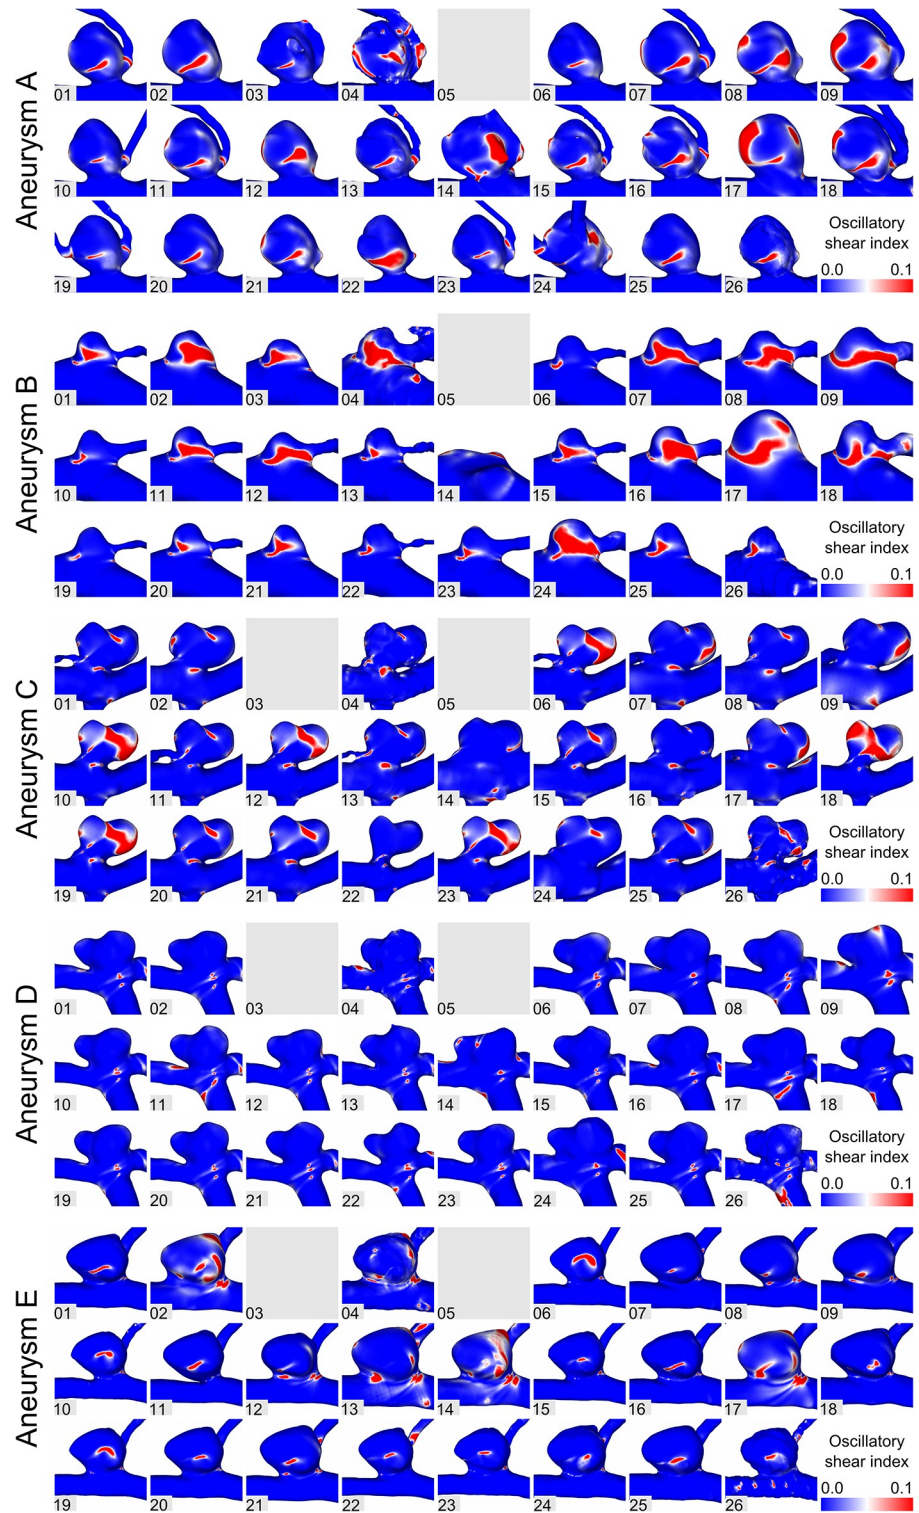 Aneurysm A
01 02 03 04 05 06 07 08 09
10 11 12 13 14 15 16 17 18
Oscillatory
shear index
0.0 0.1
19 20 21 22 23 24 25 26
Aneurysm B
01 02 03 04 05 06 07 08 09
10 11 12 13 14 15 16 17 18
Oscillatory
shear index
0.0 0.1
19 20 21 22 23 24 25 26
Aneurysm C
01 02 03 04 05 06 07 08 09
10 11 12 13 14 15 16 17 18
Oscillatory
shear index
0.0 0.1
19 20 21 22 23 24 25 26
Aneurysm D
01 02 03 04 05 06 07 08 09
10 11 12 13 14 15 16 17 18
Oscillatory
shear index
0.0 0.1
19 20 21 22 23 24 25 26
Aneurysm E
01 02 03 04 05 06 07 08 09
10 11 12 13 14 15 16 17 18
Oscillatory
shear index
0.0 0.1
19 20 21 22 23 24 25 26